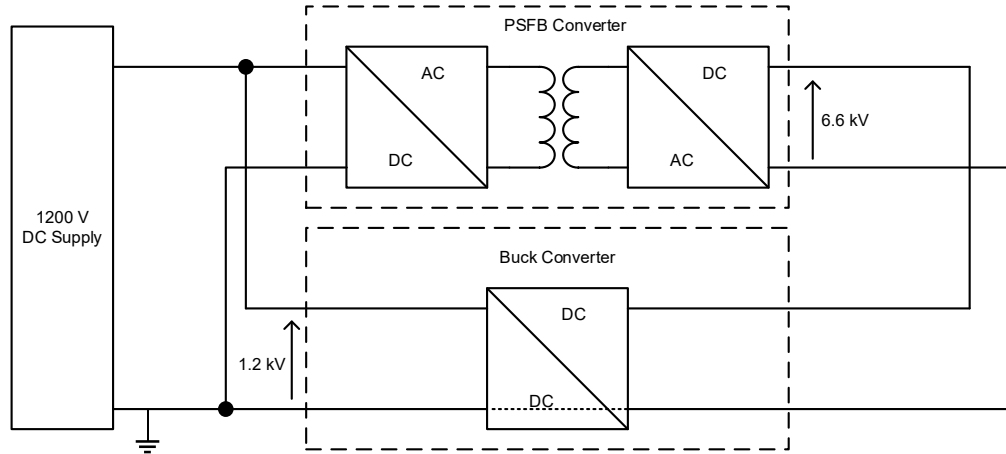 PSFB Converter
AC
DC
DC
AC
6.6 kV
1200 V
DC Supply
Buck Converter
DC
DC
1.2 kV